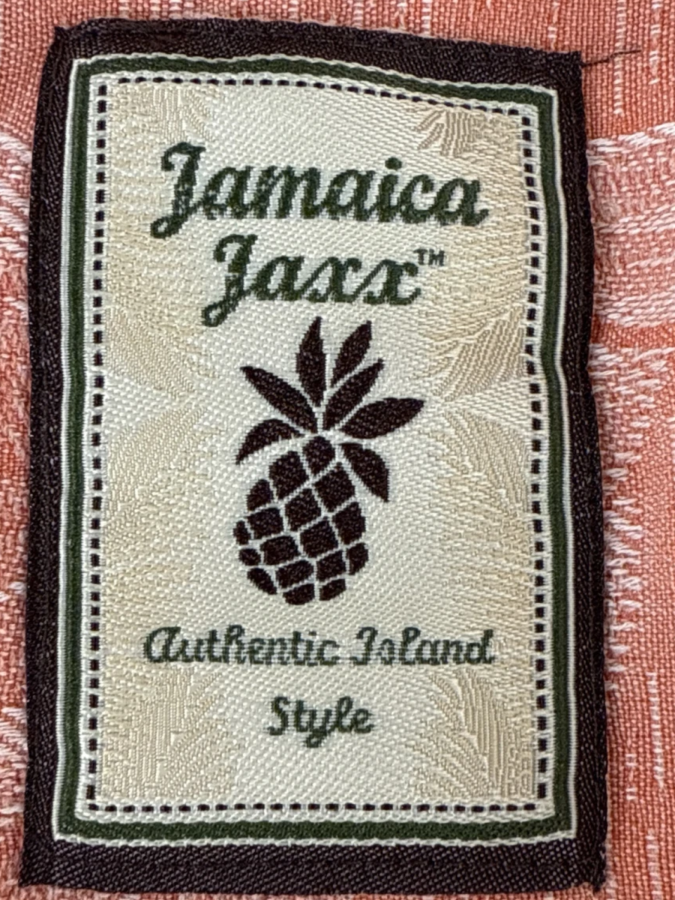 Jamaica
Jaxx™
Authentic Island
Style